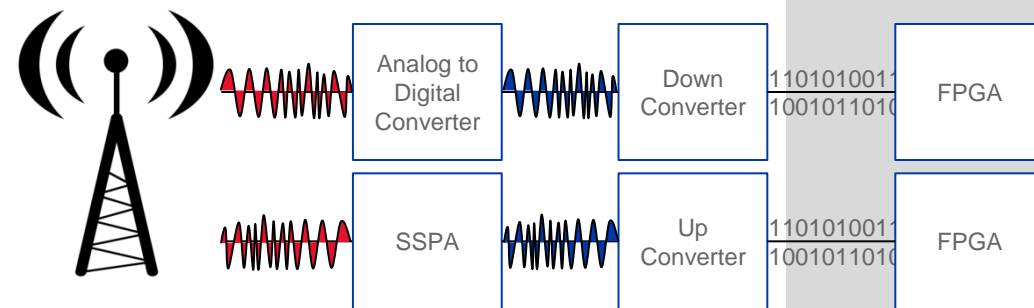 Analog to
Digital
Converter
Down
Converter
1101010011
1001011010
FPGA
SSPA
Up
Converter
1101010011
1001011010
FPGA